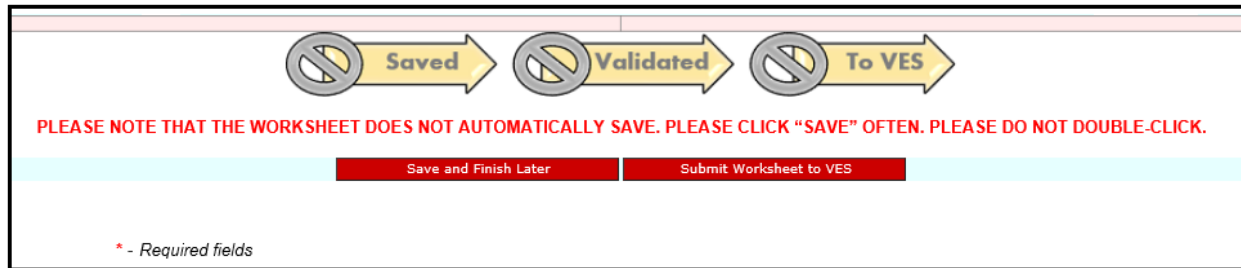 Saved Validated To VES
PLEASE NOTE THAT THE WORKSHEET DOES NOT AUTOMATICALLY SAVE. PLEASE CLICK “SAVE” OFTEN. PLEASE DO NOT DOUBLE-CLICK.
Save and Finish Later Submit Worksheet to VES
* - Required fields